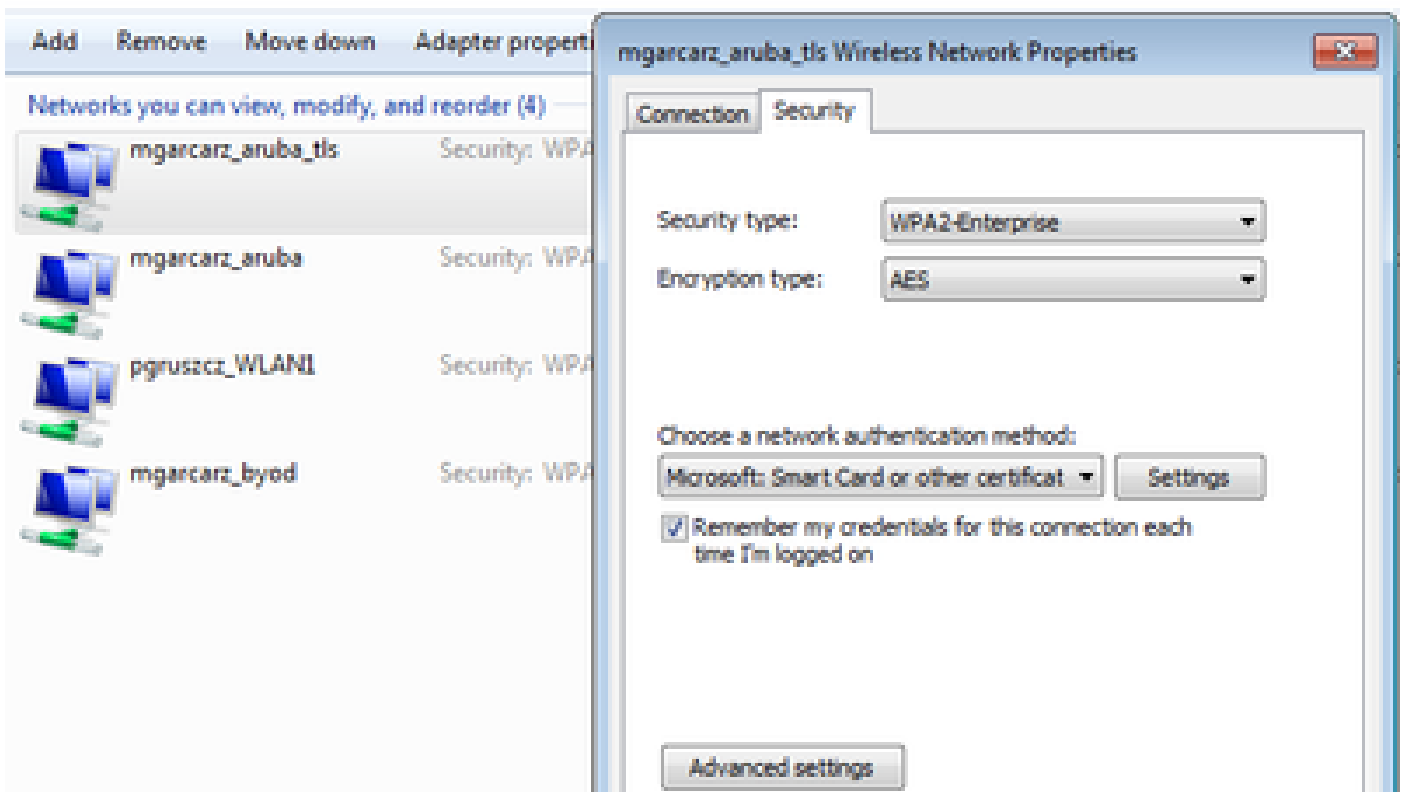 Add Remove Move down Adapter properti
Networks you can view, modify, and reorder (4)
mgarcarz_aruba_tls Security: WPA
mgarcarz_aruba Security: WPA
pgruszcz_WLAN1 Security: WPA
mgarcarz_byod Security: WPA
mgarcarz_aruba_tls Wireless Network Properties
Connection Security
Security type: WPA2-Enterprise
Encryption type: AES
Choose a network authentication method:
Microsoft: Smart Card or other certificat Settings
Remember my credentials for this connection each
time I'm logged on
Advanced settings